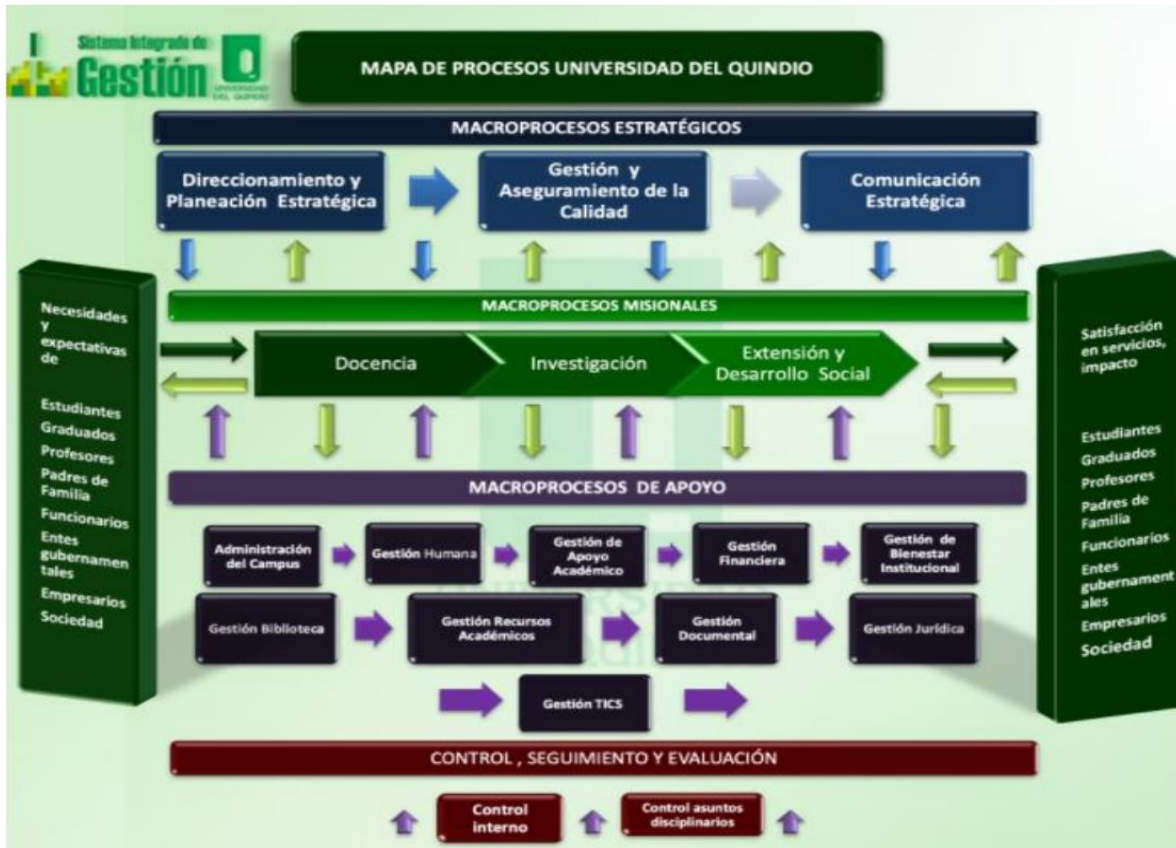 Sistema Integrado de
Gestión
UNIVERSIDAD
DEL QUINDÍO
MAPA DE PROCESOS UNIVERSIDAD DEL QUINDIO
MACROPROCESOS ESTRATÉGICOS
Direccionamiento y
Planeación Estratégica
Gestión y
Aseguramiento de la
Calidad
Comunicación
Estratégica
MACROPROCESOS MISIONALES
Necesidades
y
expectativas
de
Estudiantes
Graduados
Profesores
Padres de
Familia
Funcionarios
Entes
gubernamen
tales
Empresarios
Sociedad
Docencia
Investigación
Extensión y
Desarrollo Social
Satisfacción
en servicios,
impacto
Estudiantes
Graduados
Profesores
Padres de
Familia
Funcionarios
Entes
gubernament
ales
Empresarios
Sociedad
MACROPROCESOS DE APOYO
Administración
del Campus
Gestión Humana
Gestión de
Apoyo
Académico
Gestión
Financiera
Gestión de
Bienestar
Institucional
Gestión Biblioteca
Gestión Recursos
Académicos
Gestión
Documental
Gestión Jurídica
Gestión TICS
CONTROL , SEGUIMIENTO Y EVALUACIÓN
Control
interno
Control asuntos
disciplinarios